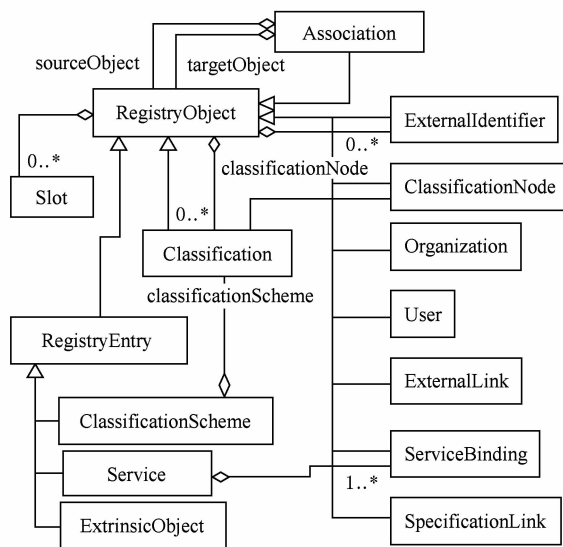 Association
sourceObject
targetObject
RegistryObject
ExternalIdentifier
0..*
0..*
classificationNode
ClassificationNode
Slot
0..*
Organization
Classification
classificationScheme
User
RegistryEntry
ExternalLink
ClassificationScheme
ServiceBinding
Service
1..*
SpecificationLink
ExtrinsicObject